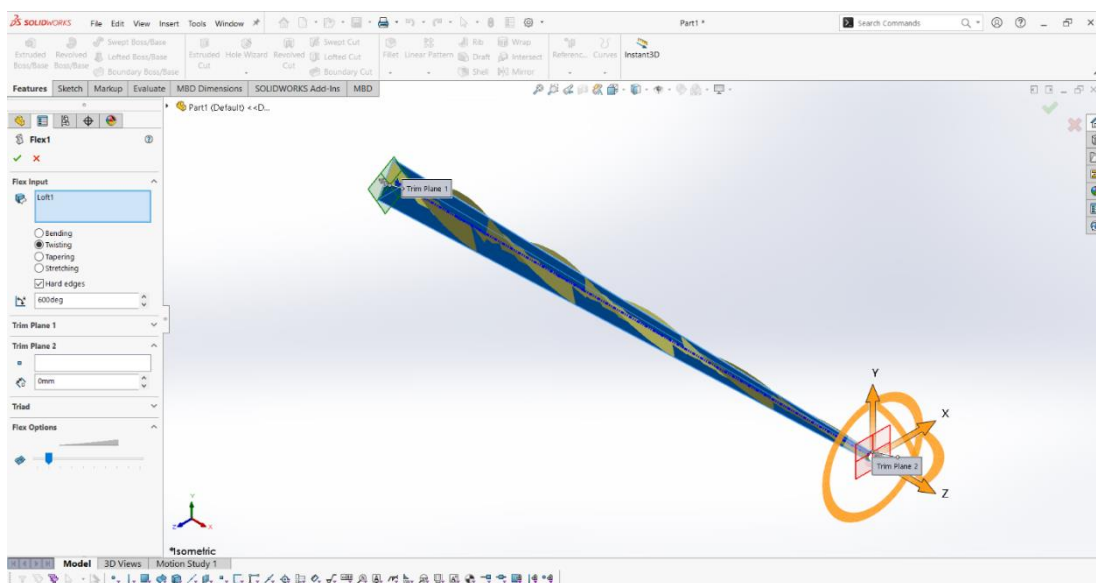 SOLIDWORKS File Edit View Insert Tools Window Part1 * Search Commands
Extruded Boss/Base Revolved Boss/Base Swept Boss/Base Lofted Boss/Base Boundary Boss/Base Extruded Cut Hole Wizard Revolved Cut Swept Cut Lofted Cut Boundary Cut Fillet Linear Pattern Rib Draft Shell Wrap Intersect Mirror Referenc... Curves Instant3D
Features Sketch Markup Evaluate MBD Dimensions SOLIDWORKS Add-Ins MBD
Part1 (Default) <<D...
Flex1
Flex Input
Loft1
Bending
Twisting
Tapering
Stretching
Hard edges
600deg
Trim Plane 1
Trim Plane 2
0mm
Triad
Flex Options
Trim Plane 1
Y
X
Trim Plane 2
Z
Y
Z X
*Isometric
Model 3D Views Motion Study 1